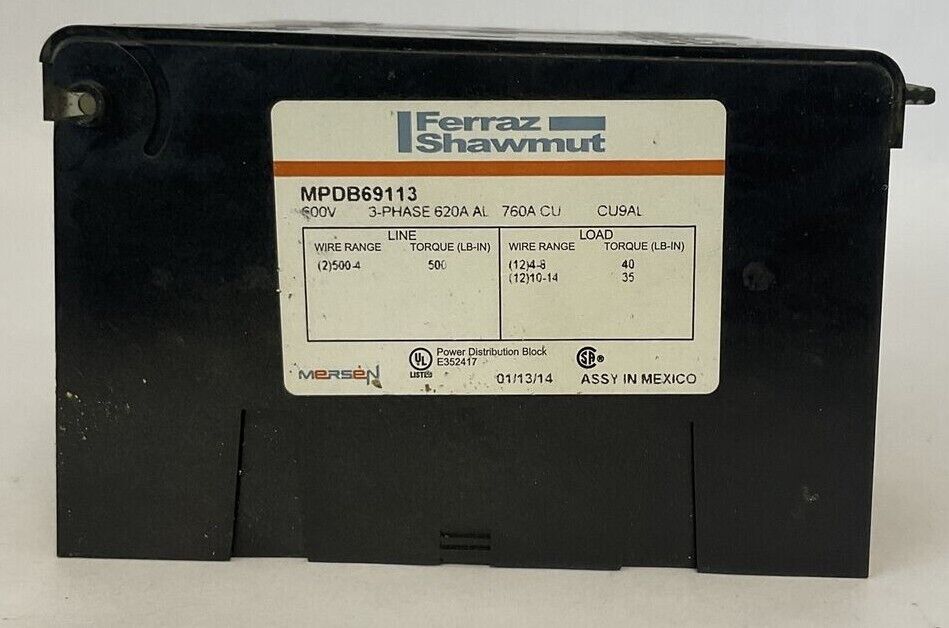 Ferraz
Shawmut
MPDB69113
600V 3-PHASE 620A AL 760A CU CU9AL
LINE LOAD
WIRE RANGE TORQUE (LB-IN) WIRE RANGE TORQUE (LB-IN)
(2)500-4 500 (12)4-8 40
(12)10-14 35
MERSEN UL LISTED Power Distribution Block E352417 SA ®
01/13/14 ASSY IN MEXICO